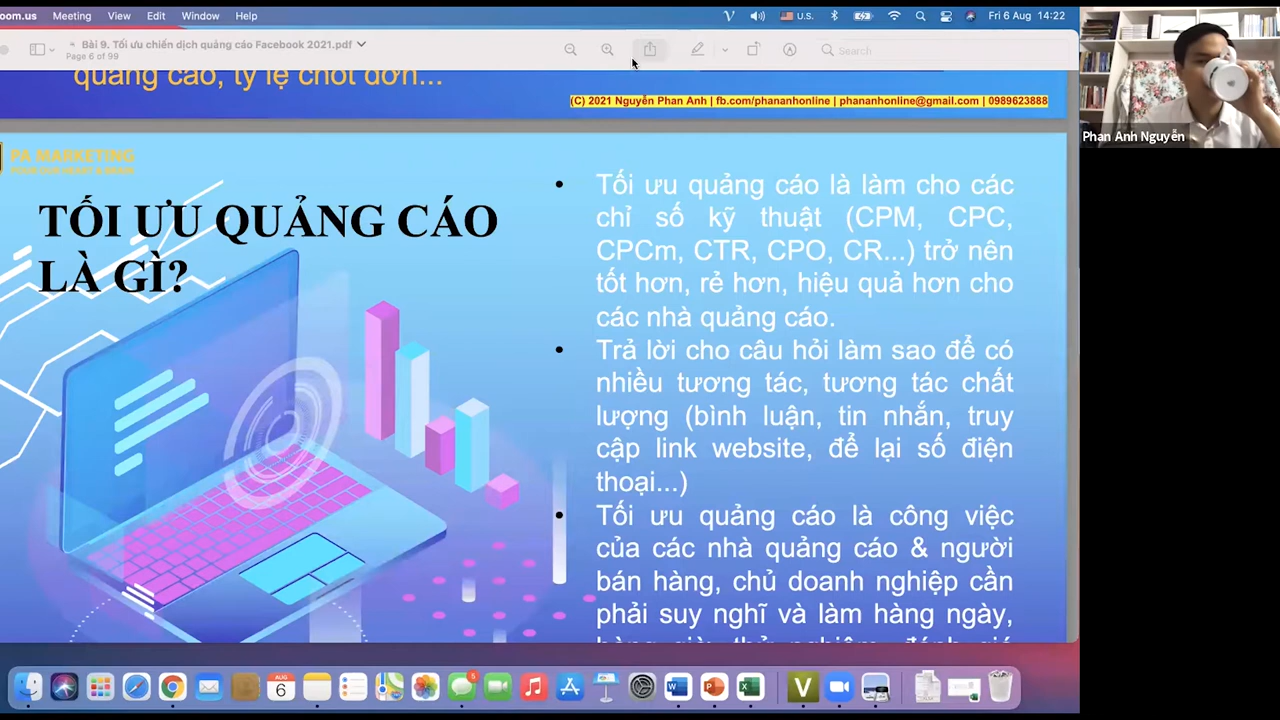 oom.us Meeting View Edit Window Help U.S. Fri 6 Aug 14:22
Bài 9. Tối ưu chiến dịch quảng cáo Facebook 2021.pdf
Page 6 of 99
Search
quảng cáo, tỷ lệ chốt đơn...
(C) 2021 Nguyễn Phan Anh | fb.com/phananhonline | phananhonline@gmail.com | 0989623888
Phan Anh Nguyễn
PA MARKETING
TỐI ƯU QUẢNG CÁO
LÀ GÌ?
• Tối ưu quảng cáo là làm cho các
chỉ số kỹ thuật (CPM, CPC,
CPCm, CTR, CPO, CR...) trở nên
tốt hơn, rẻ hơn, hiệu quả hơn cho
các nhà quảng cáo.
• Trả lời cho câu hỏi làm sao để có
nhiều tương tác, tương tác chất
lượng (bình luận, tin nhắn, truy
cập link website, để lại số điện
thoại...)
• Tối ưu quảng cáo là công việc
của các nhà quảng cáo & người
bán hàng, chủ doanh nghiệp cần
phải suy nghĩ và làm hàng ngày,
AUG
6
5